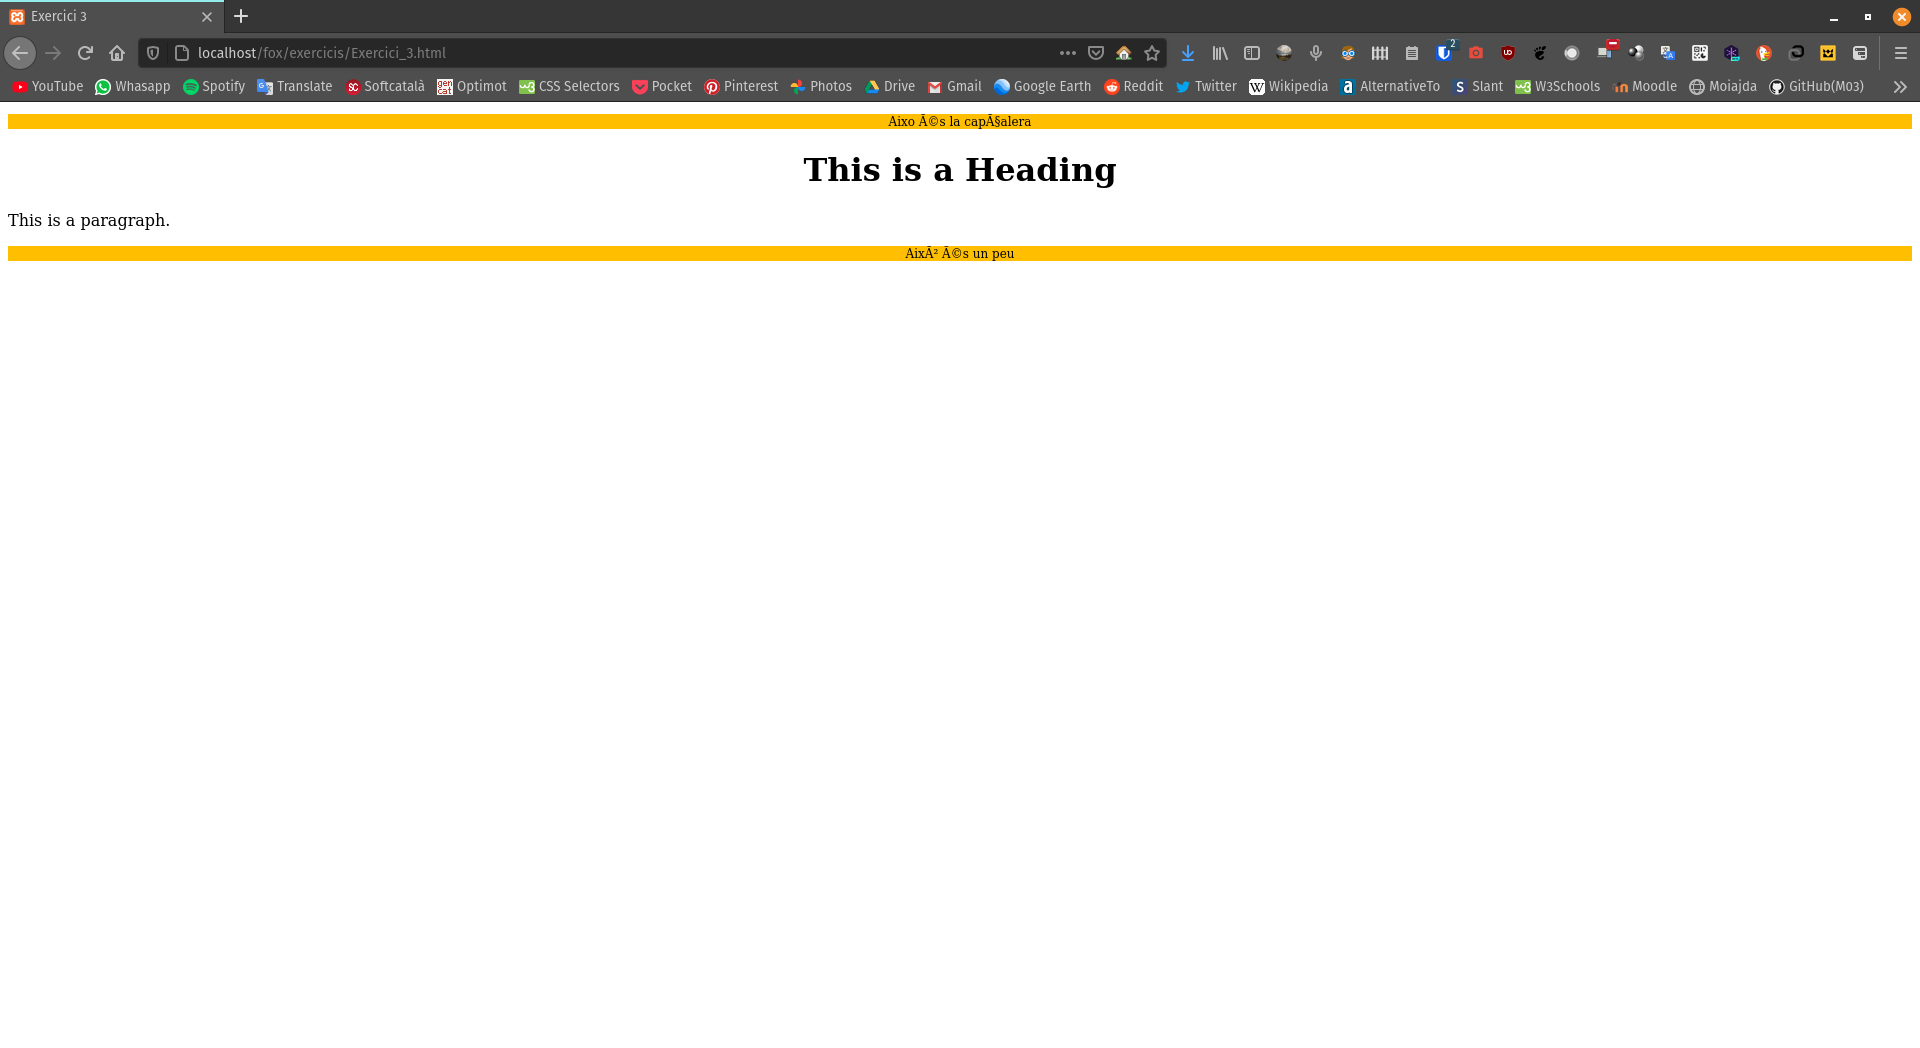 Exercici 3
localhost/fox/exercicis/Exercici_3.html
2
YouTube Whasapp Spotify Translate Softcatalà Optimot CSS Selectors Pocket Pinterest Photos Drive Gmail Google Earth Reddit Twitter Wikipedia AlternativeTo Slant W3Schools Moodle Moiajda GitHub(M03)
Aixo Ã©s la capÃ§alera
This is a Heading
This is a paragraph.
AixÃ² Ã©s un peu